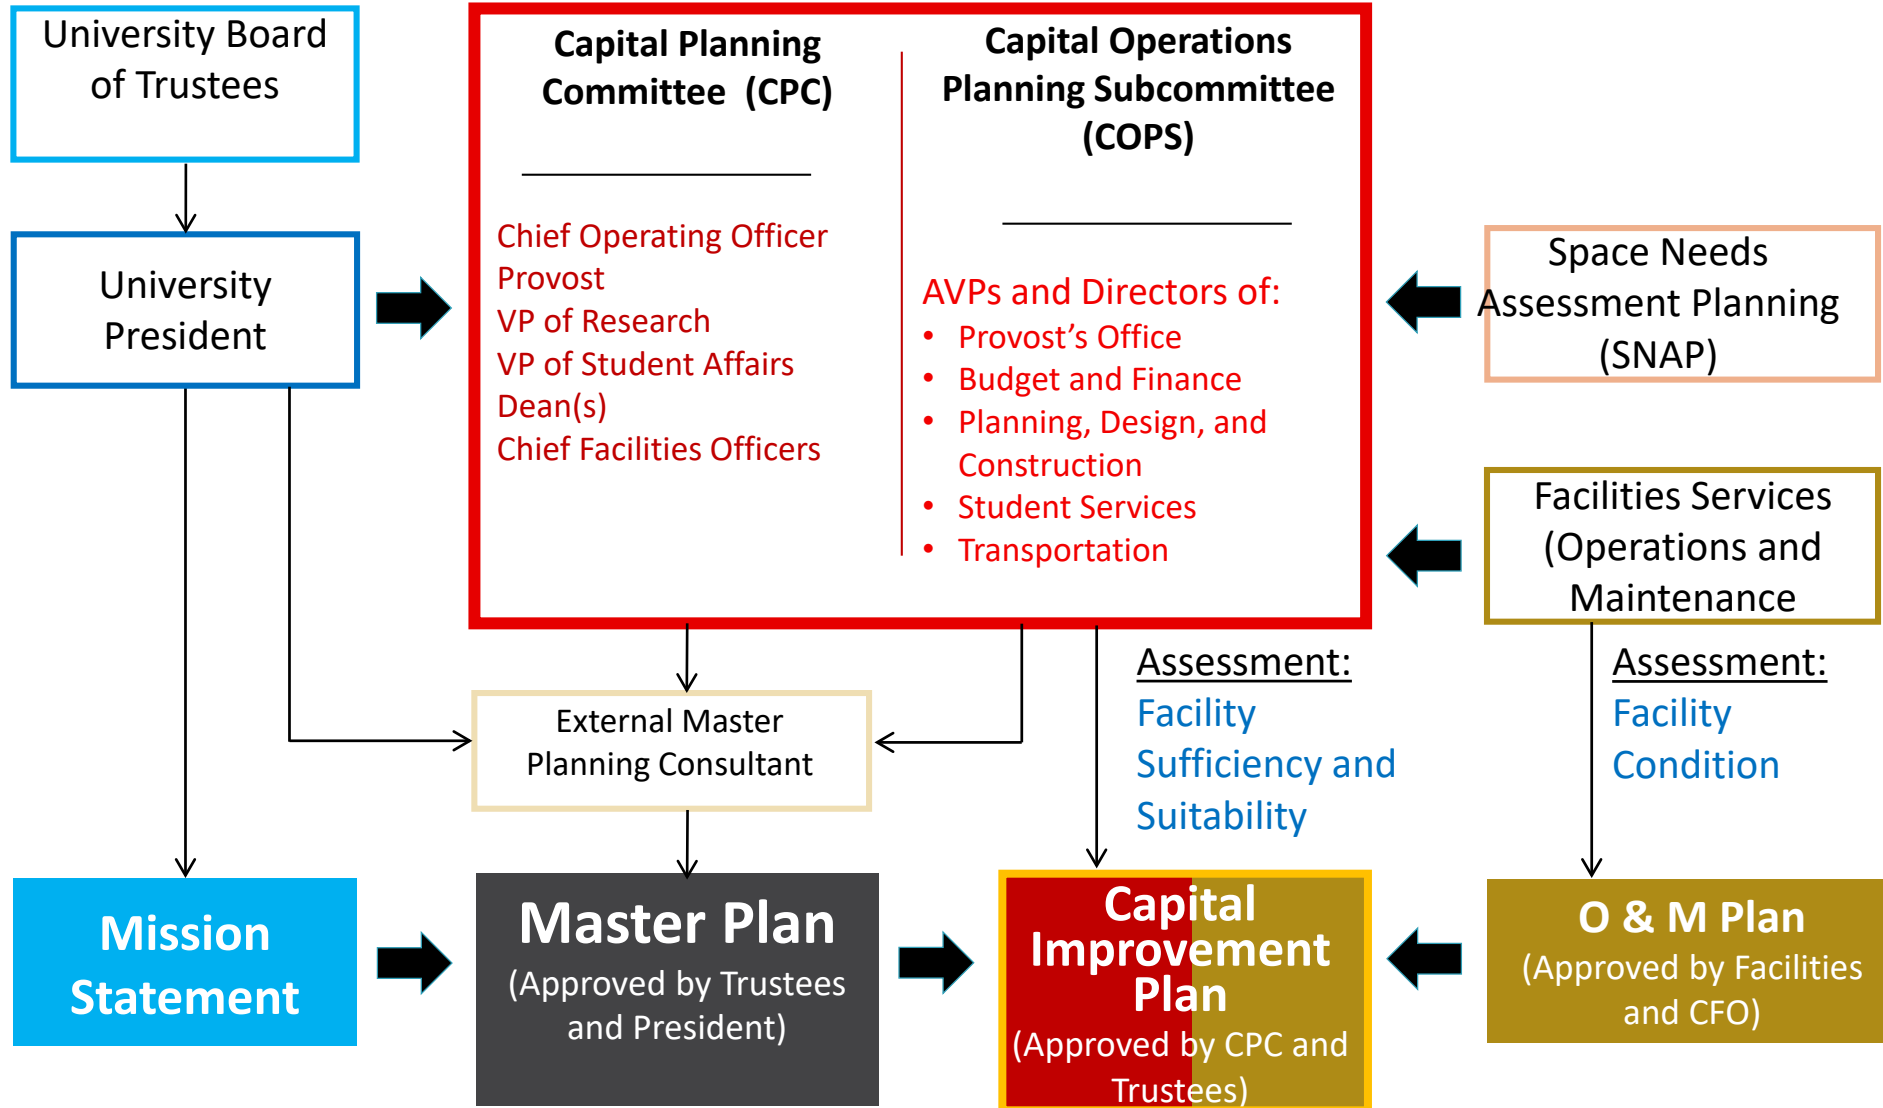 University Board
of Trustees
University
President
Capital Planning
Committee (CPC)
Chief Operating Officer
Provost
VP of Research
VP of Student Affairs
Dean(s)
Chief Facilities Officers
Capital Operations
Planning Subcommittee
(COPS)
AVPs and Directors of:
• Provost’s Office
• Budget and Finance
• Planning, Design, and
Construction
• Student Services
• Transportation
Space Needs
Assessment Planning
(SNAP)
Facilities Services
(Operations and
Maintenance
External Master
Planning Consultant
Assessment:
Facility
Sufficiency and
Suitability
Assessment:
Facility
Condition
Mission
Statement
Master Plan
(Approved by Trustees
and President)
Capital
Improvement
Plan
(Approved by CPC and
Trustees)
O & M Plan
(Approved by Facilities
and CFO)